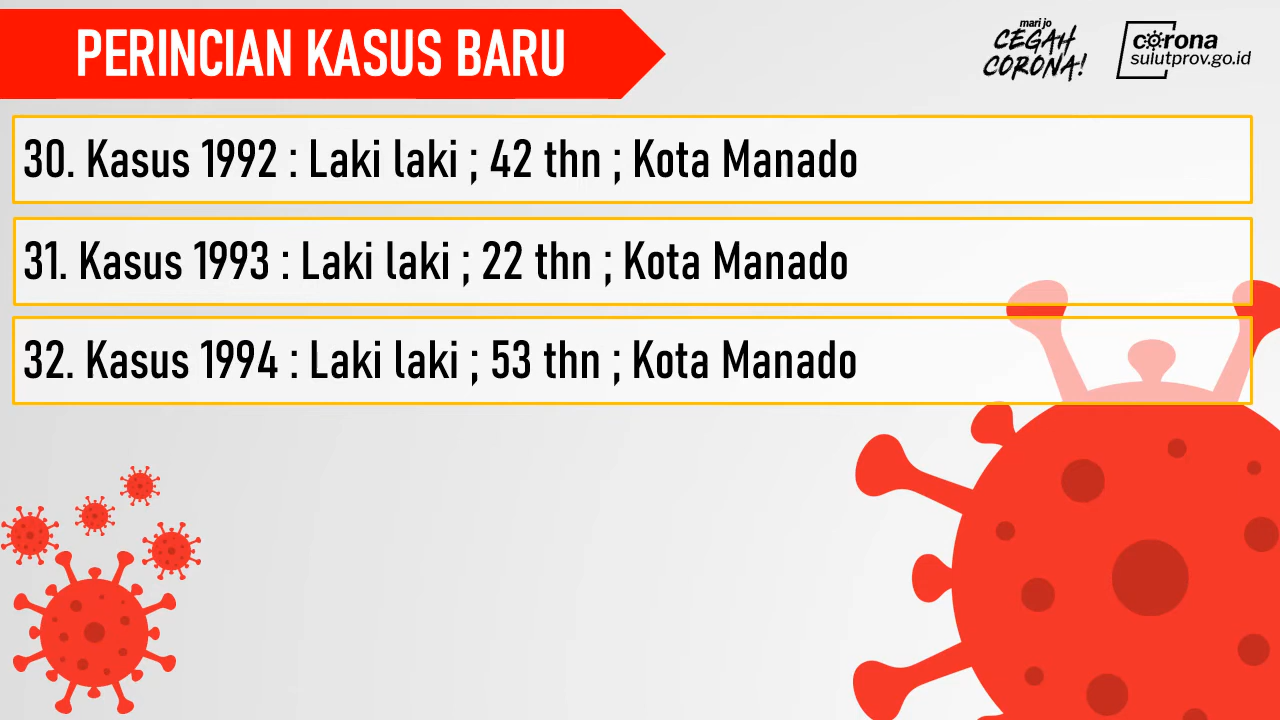 PERINCIAN KASUS BARU
mari jo
CEGAH
CORONA!
corona
sulutprov.go.id
30. Kasus 1992 : Laki laki ; 42 thn ; Kota Manado
31. Kasus 1993 : Laki laki ; 22 thn ; Kota Manado
32. Kasus 1994 : Laki laki ; 53 thn ; Kota Manado